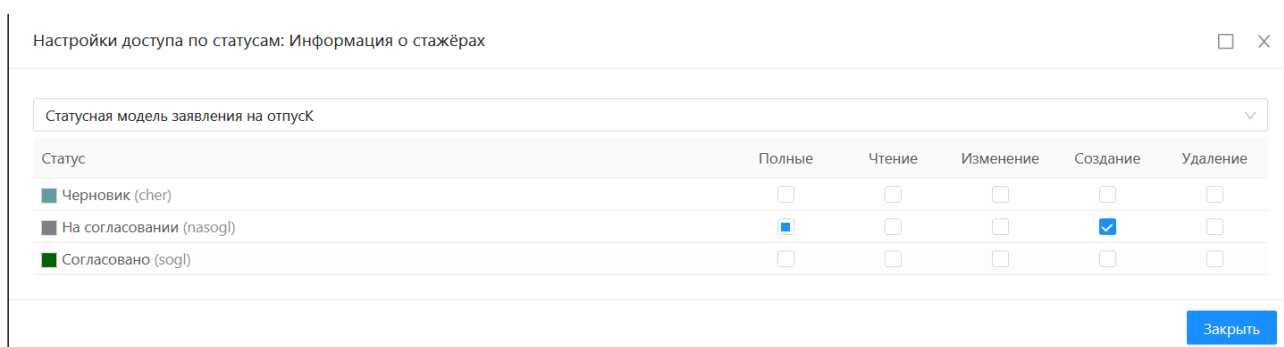 Настройки доступа по статусам: Информация о стажёрах
Статусная модель заявления на отпусК
Статус Полные Чтение Изменение Создание Удаление
Черновик (cher)
На согласовании (nasogl)
Согласовано (sogl)
Закрыть